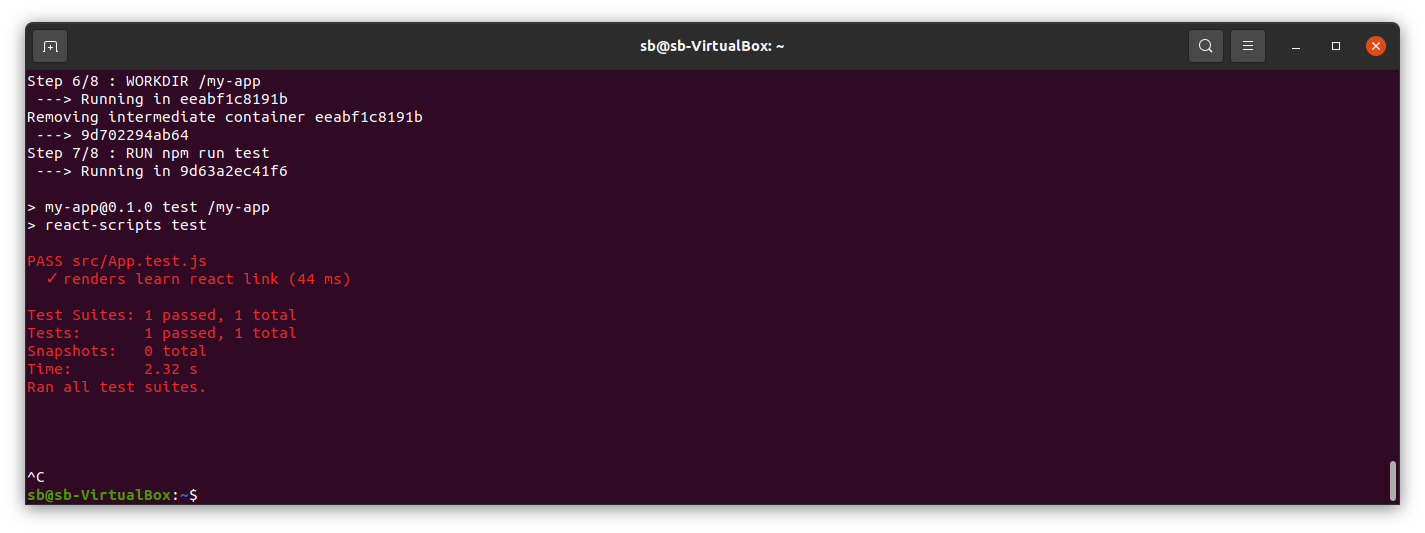 sb@sb-VirtualBox: ~
Step 6/8 : WORKDIR /my-app
 ---> Running in eeabf1c8191b
Removing intermediate container eeabf1c8191b
 ---> 9d702294ab64
Step 7/8 : RUN npm run test
 ---> Running in 9d63a2ec41f6
> my-app@0.1.0 test /my-app
> react-scripts test
PASS src/App.test.js
  ✓ renders learn react link (44 ms)
Test Suites: 1 passed, 1 total
Tests:       1 passed, 1 total
Snapshots:   0 total
Time:        2.32 s
Ran all test suites.
^C
sb@sb-VirtualBox:~$